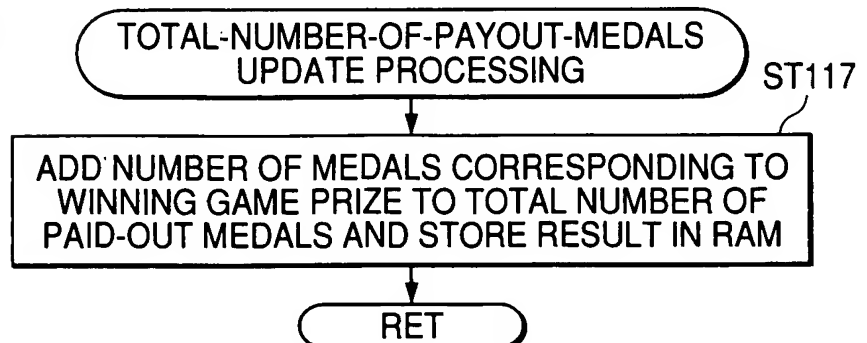 TOTAL-NUMBER-OF-PAYOUT-MEDALS
UPDATE PROCESSING
ST117
ADD NUMBER OF MEDALS CORRESPONDING TO
WINNING GAME PRIZE TO TOTAL NUMBER OF
PAID-OUT MEDALS AND STORE RESULT IN RAM
RET